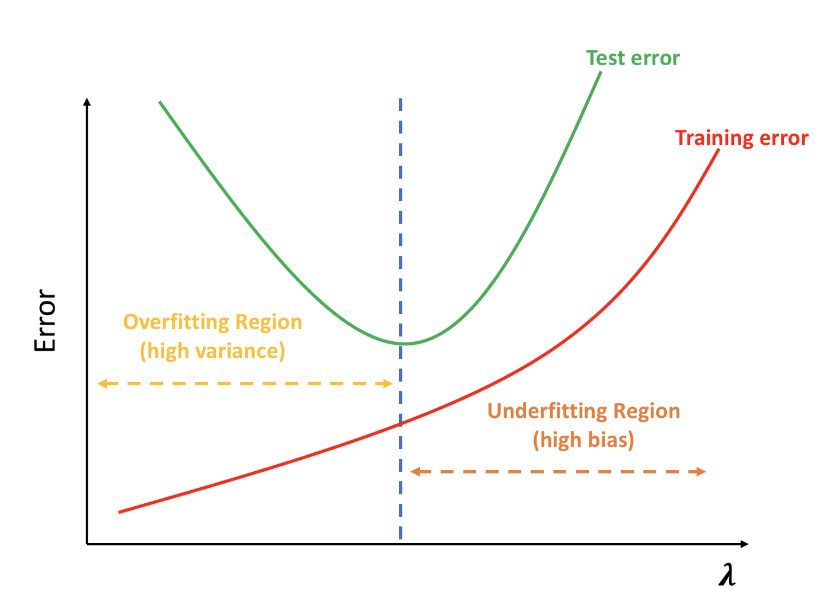 Test error
Training error
Error
Overfitting Region
(high variance)
Underfitting Region
(high bias)
λ